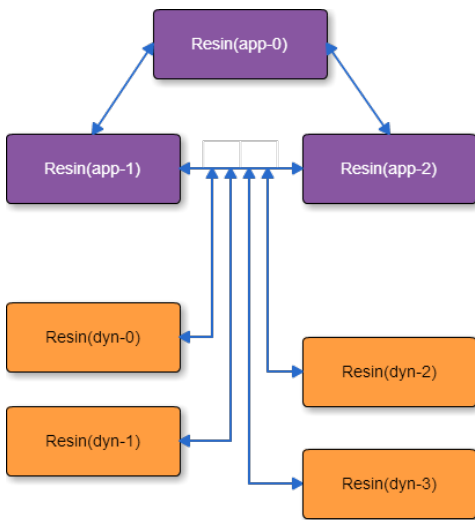 Resin(app-0)
Resin(app-1)
Resin(app-2)
Resin(dyn-0)
Resin(dyn-2)
Resin(dyn-1)
Resin(dyn-3)